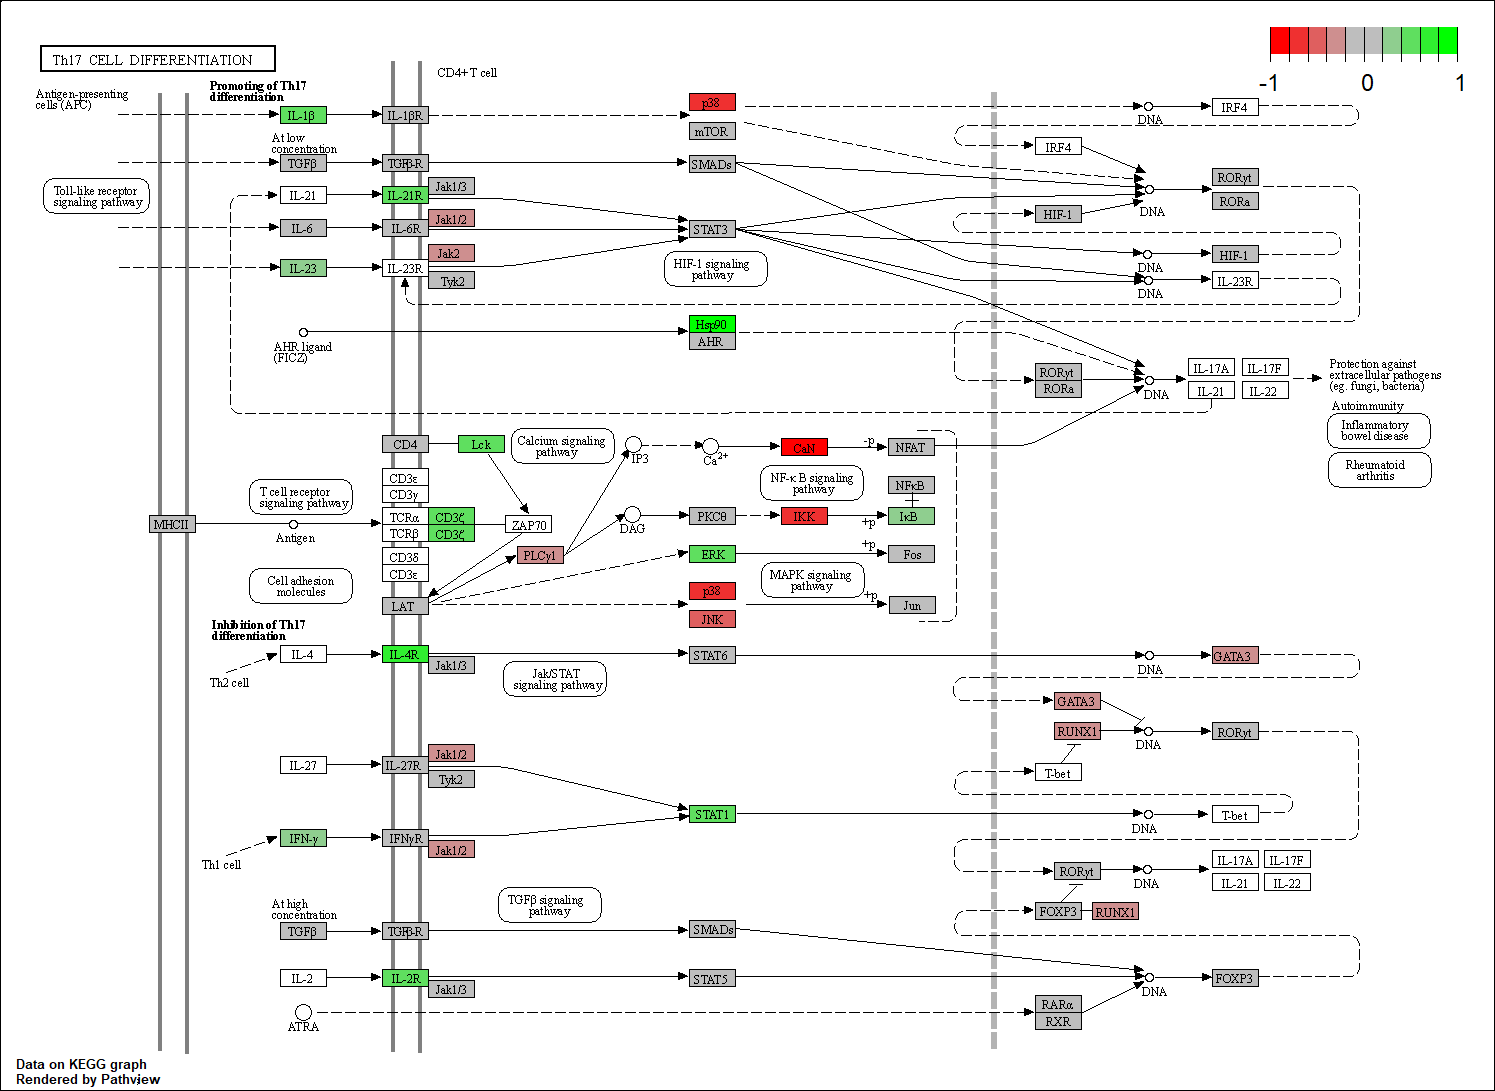 Th17 CELL DIFFERENTIATION
-1 0 1
CD4+ T cell
Antigen-presenting
cells (APC)
Promoting of Th17
differentiation
IL-1β
IL-1βR
p38
mTOR
DNA
IRF4
IRF4
At low
concentration
TGFβ
TGFβ-R
SMADs
Toll-like receptor
signaling pathway
IL-21
IL-21R
Jak1/3
RORγt
RORa
DNA
HIF-1
IL-6
IL-6R
Jak1/2
STAT3
IL-23
IL-23R
Jak2
Tyk2
HIF-1 signaling
pathway
DNA
HIF-1
DNA
IL-23R
AHR ligand
(FICZ)
Hsp90
AHR
RORγt
RORa
DNA
IL-17A
IL-17F
IL-21
IL-22
Protection against
extracellular pathogens
(eg. fungi, bacteria)
Autoimmunity
Inflammatory
bowel disease
Rheumatoid
arthritis
CD4
Lck
Calcium signaling
pathway
IP3
Ca2+
CaN
-p
NFAT
CD3ε
CD3γ
T cell receptor
signaling pathway
NF-κB signaling
pathway
NFκB
MHCII
Antigen
TCRα
TCRβ
CD3ζ
CD3ζ
ZAP70
DAG
PKCθ
IKK
+p
IκB
CD3δ
CD3ε
PLCγ1
ERK
+p
Fos
Cell adhesion
molecules
LAT
p38
JNK
MAPK signaling
pathway
+p
Jun
Inhibition of Th17
differentiation
IL-4
Th2 cell
IL-4R
Jak1/3
Jak/STAT
signaling pathway
STAT6
DNA
GATA3
GATA3
RUNX1
DNA
RORγt
T-bet
IL-27
IL-27R
Jak1/2
Tyk2
STAT1
DNA
T-bet
IFN-γ
Th1 cell
IFNγR
Jak1/2
RORγt
DNA
IL-17A
IL-17F
IL-21
IL-22
At high
concentration
TGFβ
TGFβ-R
TGFβ signaling
pathway
SMADs
FOXP3
RUNX1
IL-2
IL-2R
Jak1/3
STAT5
DNA
FOXP3
ATRA
RARα
RXR
Data on KEGG graph
Rendered by Pathview